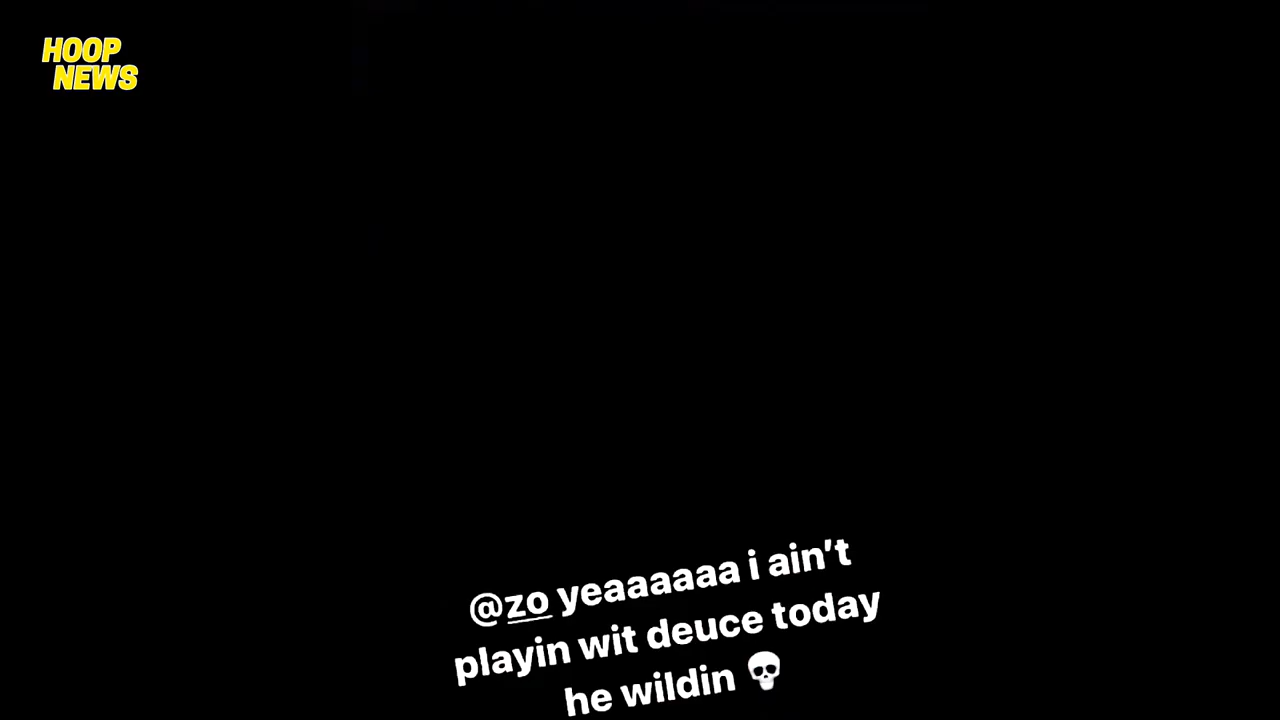 HOOP
NEWS
@zo yeaaaaaa i ain’t
playin wit deuce today
he wildin 💀